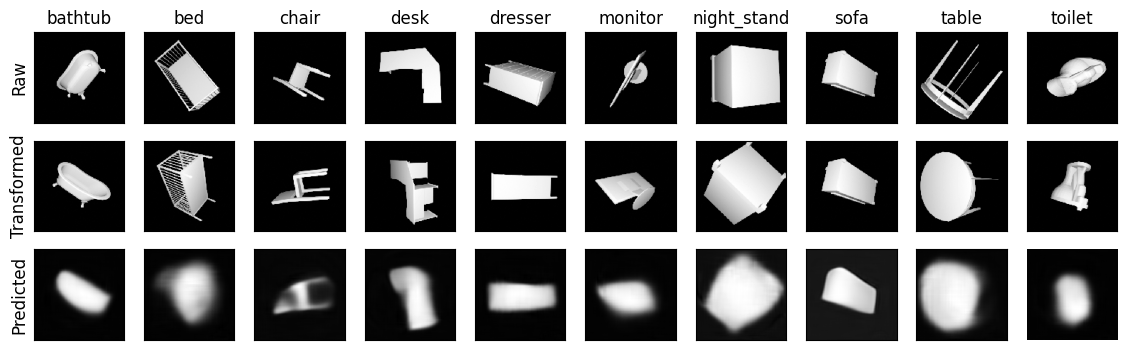 bathtub bed chair desk dresser monitor night_stand sofa table toilet
Raw
Transformed
Predicted